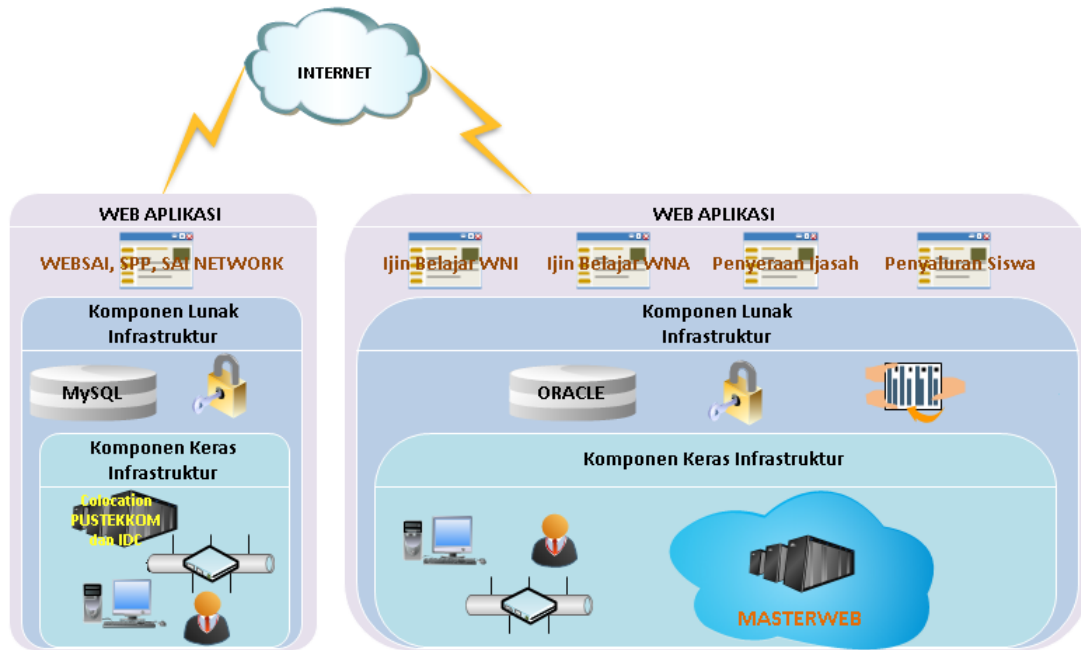 INTERNET
WEB APLIKASI
WEBSAI, SPP, SAI NETWORK
Komponen Lunak
Infrastruktur
MySQL
Komponen Keras
Infrastruktur
Colocation
PUSTEKKOM
dan IDC
WEB APLIKASI
Ijin Belajar WNI
Ijin Belajar WNA
Penyeraan Ijasah
Penyaluran Siswa
Komponen Lunak
Infrastruktur
ORACLE
Komponen Keras Infrastruktur
MASTERWEB